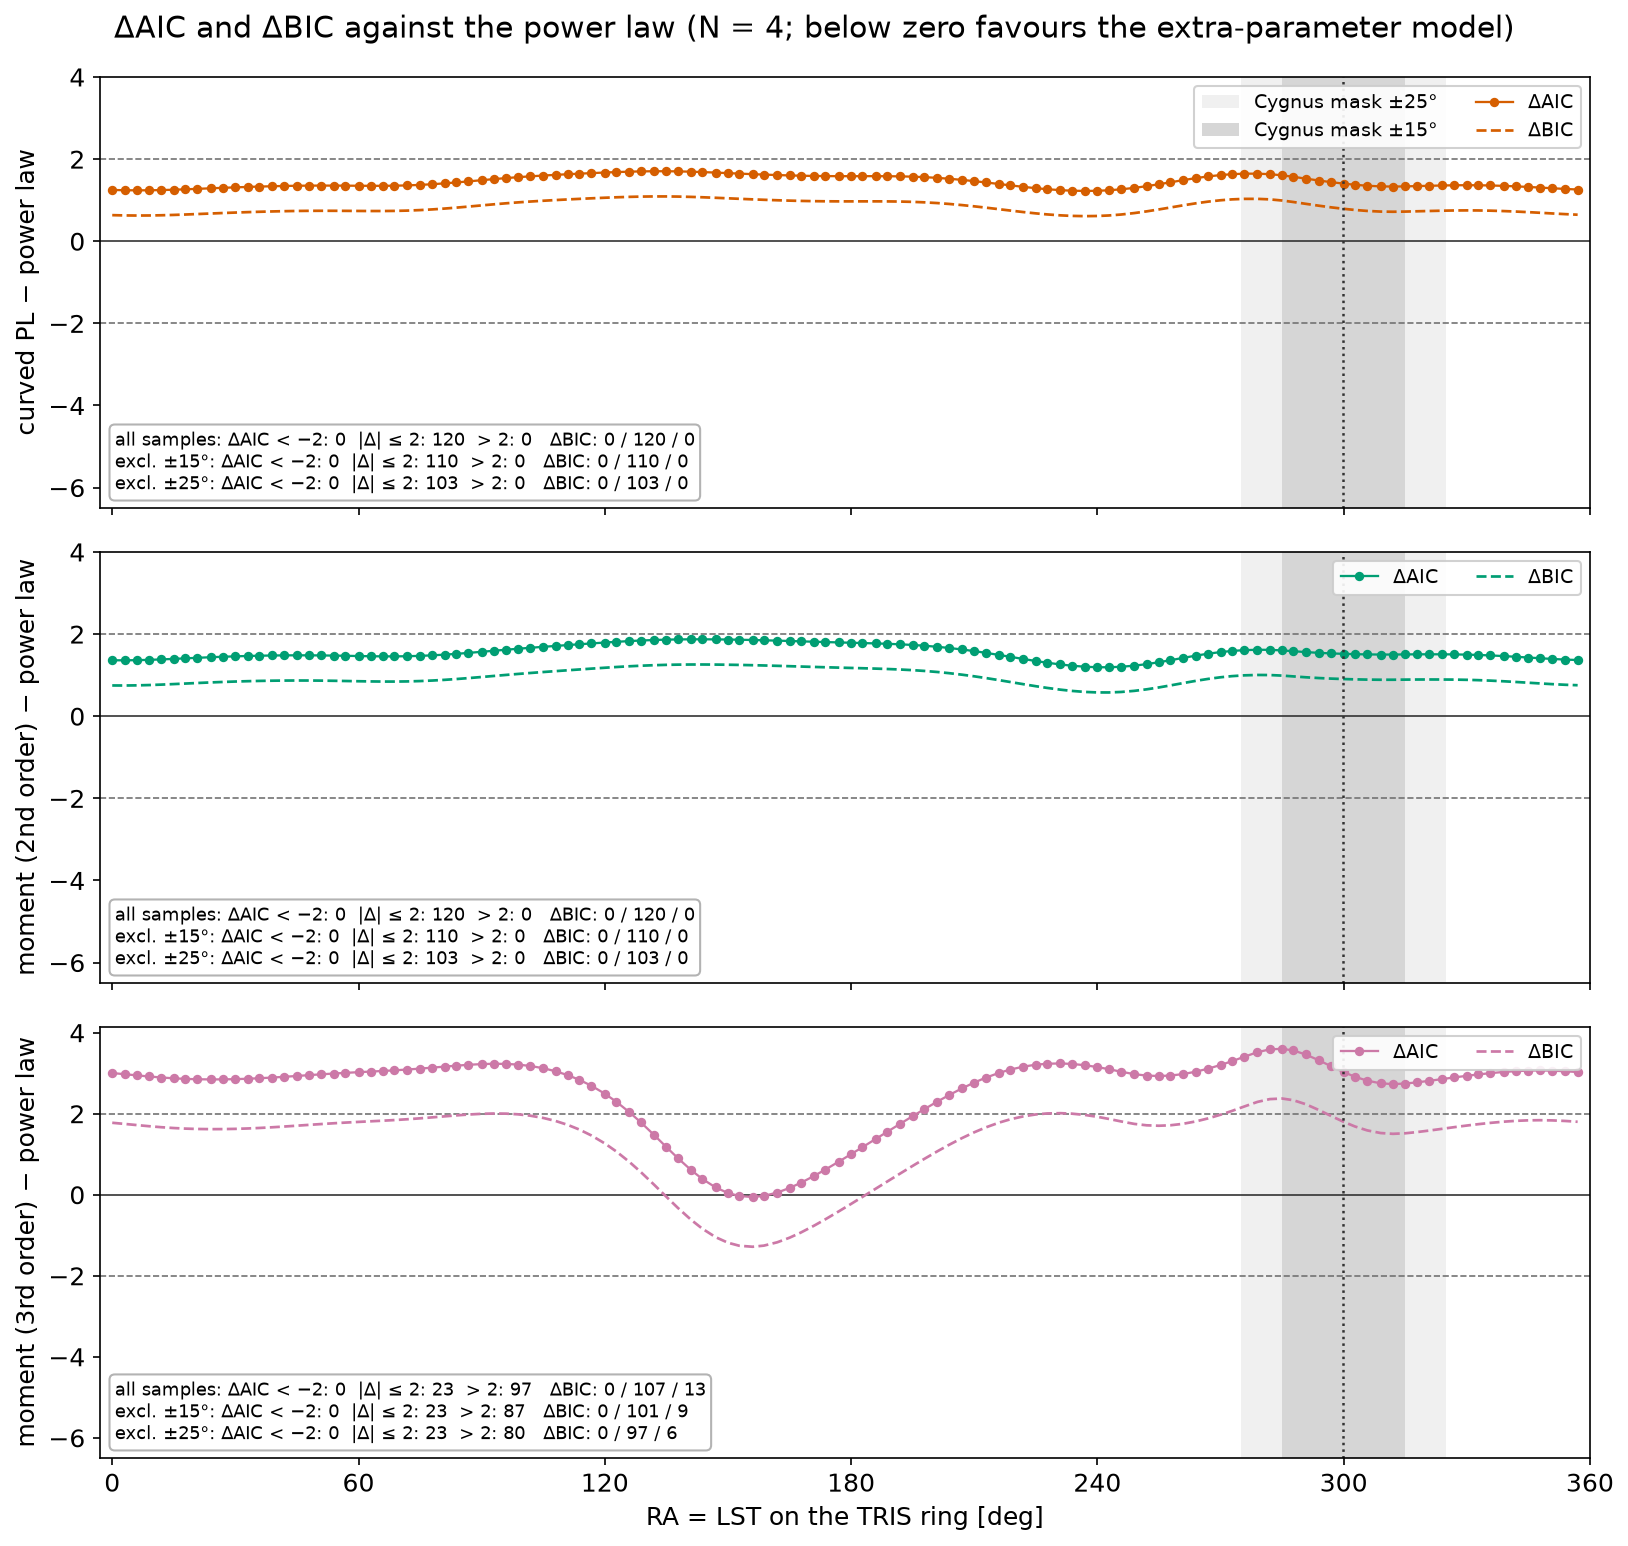 ΔAIC and ΔBIC against the power law (N = 4; below zero favours the extra-parameter model)
curved PL − power law
4
2
0
−2
−4
−6
Cygnus mask ±25°
Cygnus mask ±15°
ΔAIC
ΔBIC
all samples: ΔAIC < −2: 0 |Δ| ≤ 2: 120 > 2: 0 ΔBIC: 0 / 120 / 0
excl. ±15°: ΔAIC < −2: 0 |Δ| ≤ 2: 110 > 2: 0 ΔBIC: 0 / 110 / 0
excl. ±25°: ΔAIC < −2: 0 |Δ| ≤ 2: 103 > 2: 0 ΔBIC: 0 / 103 / 0
moment (2nd order) − power law
4
2
0
−2
−4
−6
ΔAIC
ΔBIC
all samples: ΔAIC < −2: 0 |Δ| ≤ 2: 120 > 2: 0 ΔBIC: 0 / 120 / 0
excl. ±15°: ΔAIC < −2: 0 |Δ| ≤ 2: 110 > 2: 0 ΔBIC: 0 / 110 / 0
excl. ±25°: ΔAIC < −2: 0 |Δ| ≤ 2: 103 > 2: 0 ΔBIC: 0 / 103 / 0
moment (3rd order) − power law
4
2
0
−2
−4
−6
ΔAIC
ΔBIC
all samples: ΔAIC < −2: 0 |Δ| ≤ 2: 23 > 2: 97 ΔBIC: 0 / 107 / 13
excl. ±15°: ΔAIC < −2: 0 |Δ| ≤ 2: 23 > 2: 87 ΔBIC: 0 / 101 / 9
excl. ±25°: ΔAIC < −2: 0 |Δ| ≤ 2: 23 > 2: 80 ΔBIC: 0 / 97 / 6
0 60 120 180 240 300 360
RA = LST on the TRIS ring [deg]